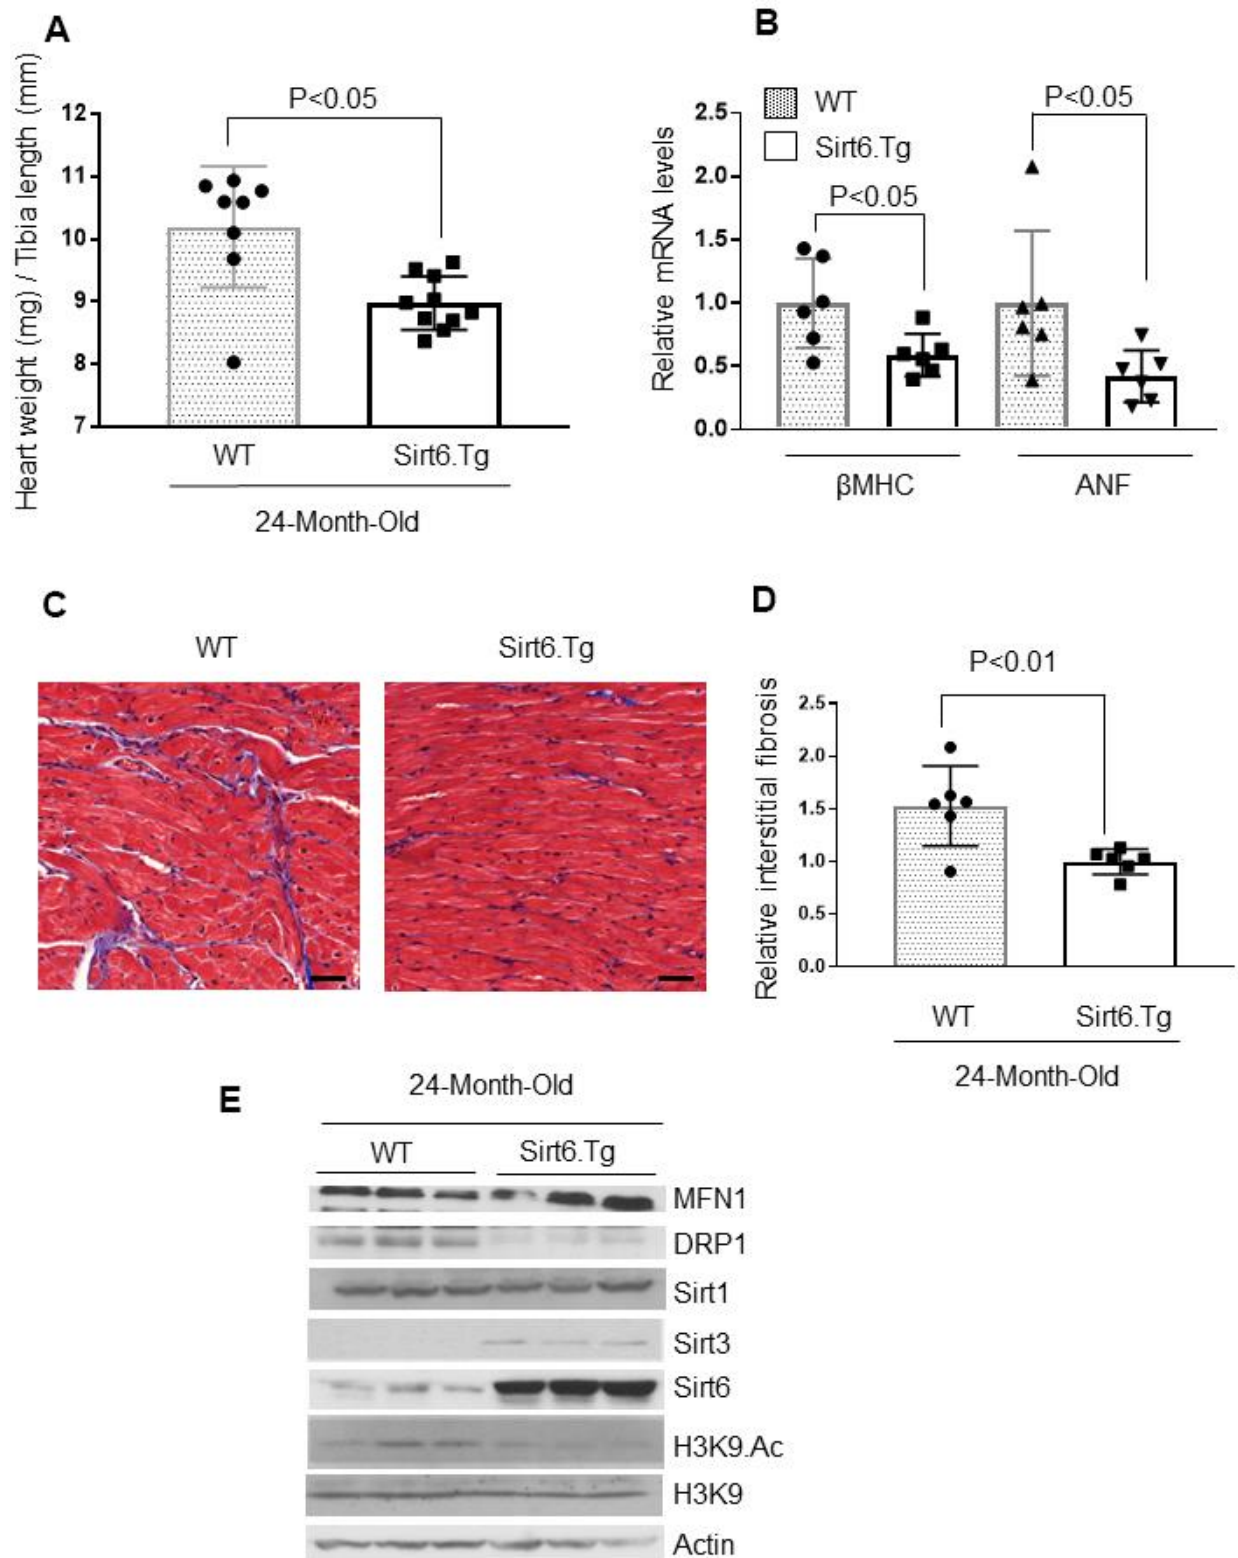 A
Heart weight (mg) / Tibia length (mm)
P<0.05
12
11
10
9
8
7
WT
Sirt6.Tg
24-Month-Old
B
Relative mRNA levels
WT
Sirt6.Tg
P<0.05
P<0.05
2.5
2.0
1.5
1.0
0.5
0.0
βMHC
ANF
C
WT
Sirt6.Tg
D
Relative interstitial fibrosis
P<0.01
2.5
2.0
1.5
1.0
0.5
0.0
WT
Sirt6.Tg
24-Month-Old
E
24-Month-Old
WT
Sirt6.Tg
MFN1
DRP1
Sirt1
Sirt3
Sirt6
H3K9.Ac
H3K9
Actin